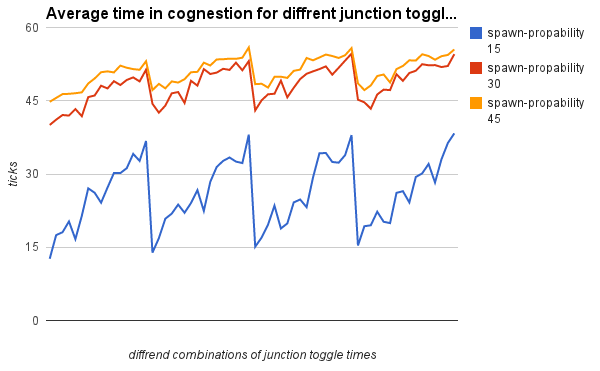 Average time in cognestion for diffrent junction toggl...
60
45
30
15
0
ticks
diffrend combinations of junction toggle times
spawn-propability
15
spawn-propability
30
spawn-propability
45